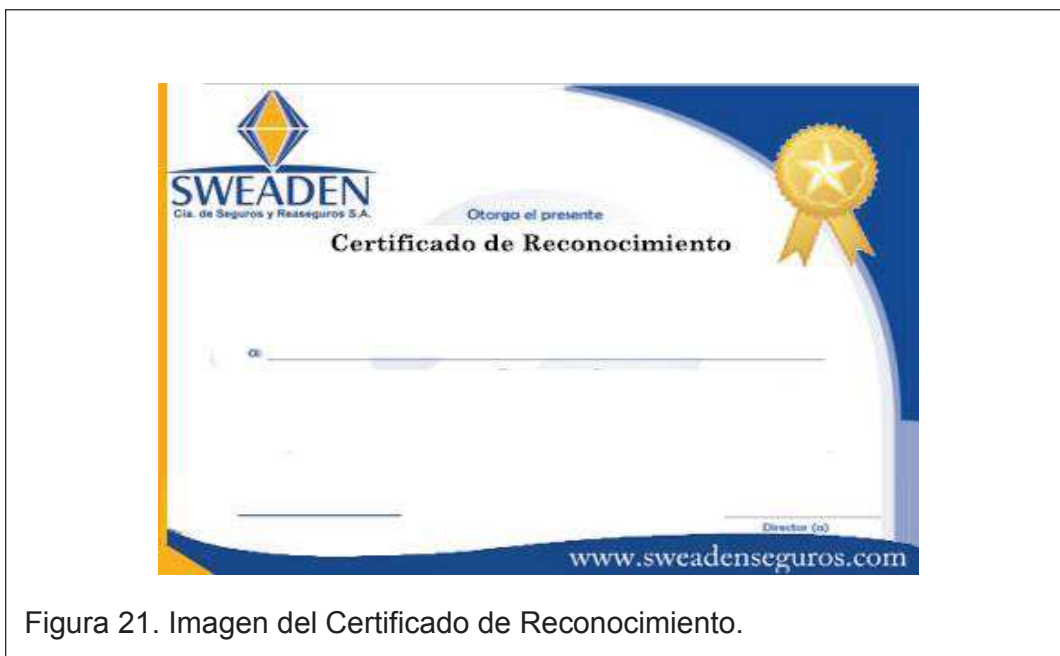 SWEADEN
Cia. de Seguros y Reaseguros S.A.
Otorga el presente
Certificado de Reconocimiento
a:
Director (a)
www.sweadenseguros.com
Figura 21. Imagen del Certificado de Reconocimiento.